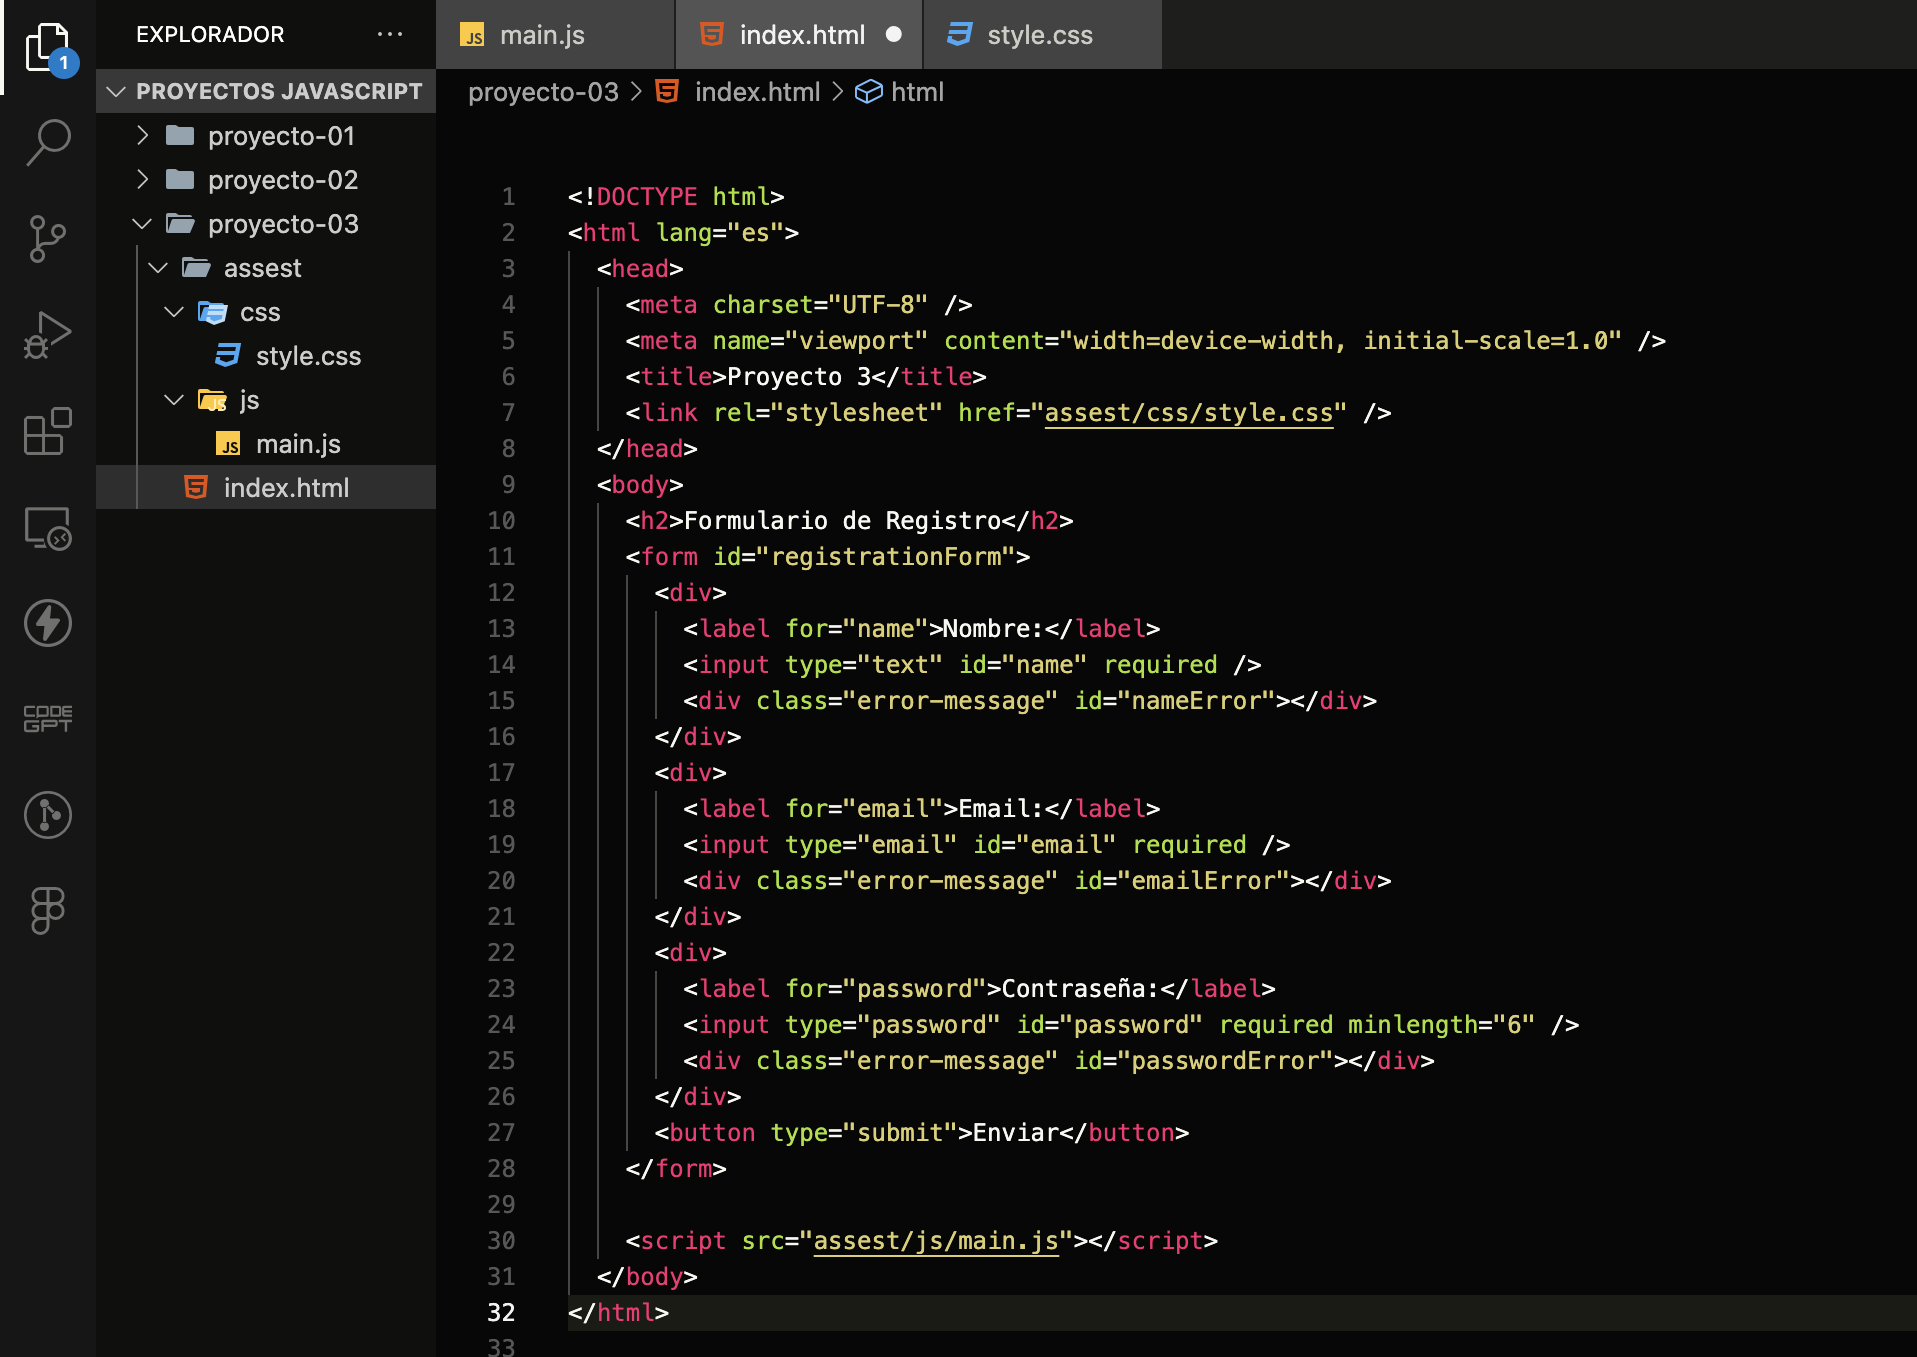 EXPLORADOR ···
1
PROYECTOS JAVASCRIPT
proyecto-01
proyecto-02
proyecto-03
assest
css
style.css
js
JS main.js
index.html
CODE
GPT
JS main.js
index.html
style.css
proyecto-03 > index.html > html
1 <!DOCTYPE html>
2 <html lang="es">
3 <head>
4 <meta charset="UTF-8" />
5 <meta name="viewport" content="width=device-width, initial-scale=1.0" />
6 <title>Proyecto 3</title>
7 <link rel="stylesheet" href="assest/css/style.css" />
8 </head>
9 <body>
10 <h2>Formulario de Registro</h2>
11 <form id="registrationForm">
12 <div>
13 <label for="name">Nombre:</label>
14 <input type="text" id="name" required />
15 <div class="error-message" id="nameError"></div>
16 </div>
17 <div>
18 <label for="email">Email:</label>
19 <input type="email" id="email" required />
20 <div class="error-message" id="emailError"></div>
21 </div>
22 <div>
23 <label for="password">Contraseña:</label>
24 <input type="password" id="password" required minlength="6" />
25 <div class="error-message" id="passwordError"></div>
26 </div>
27 <button type="submit">Enviar</button>
28 </form>
29
30 <script src="assest/js/main.js"></script>
31 </body>
32 </html>
33